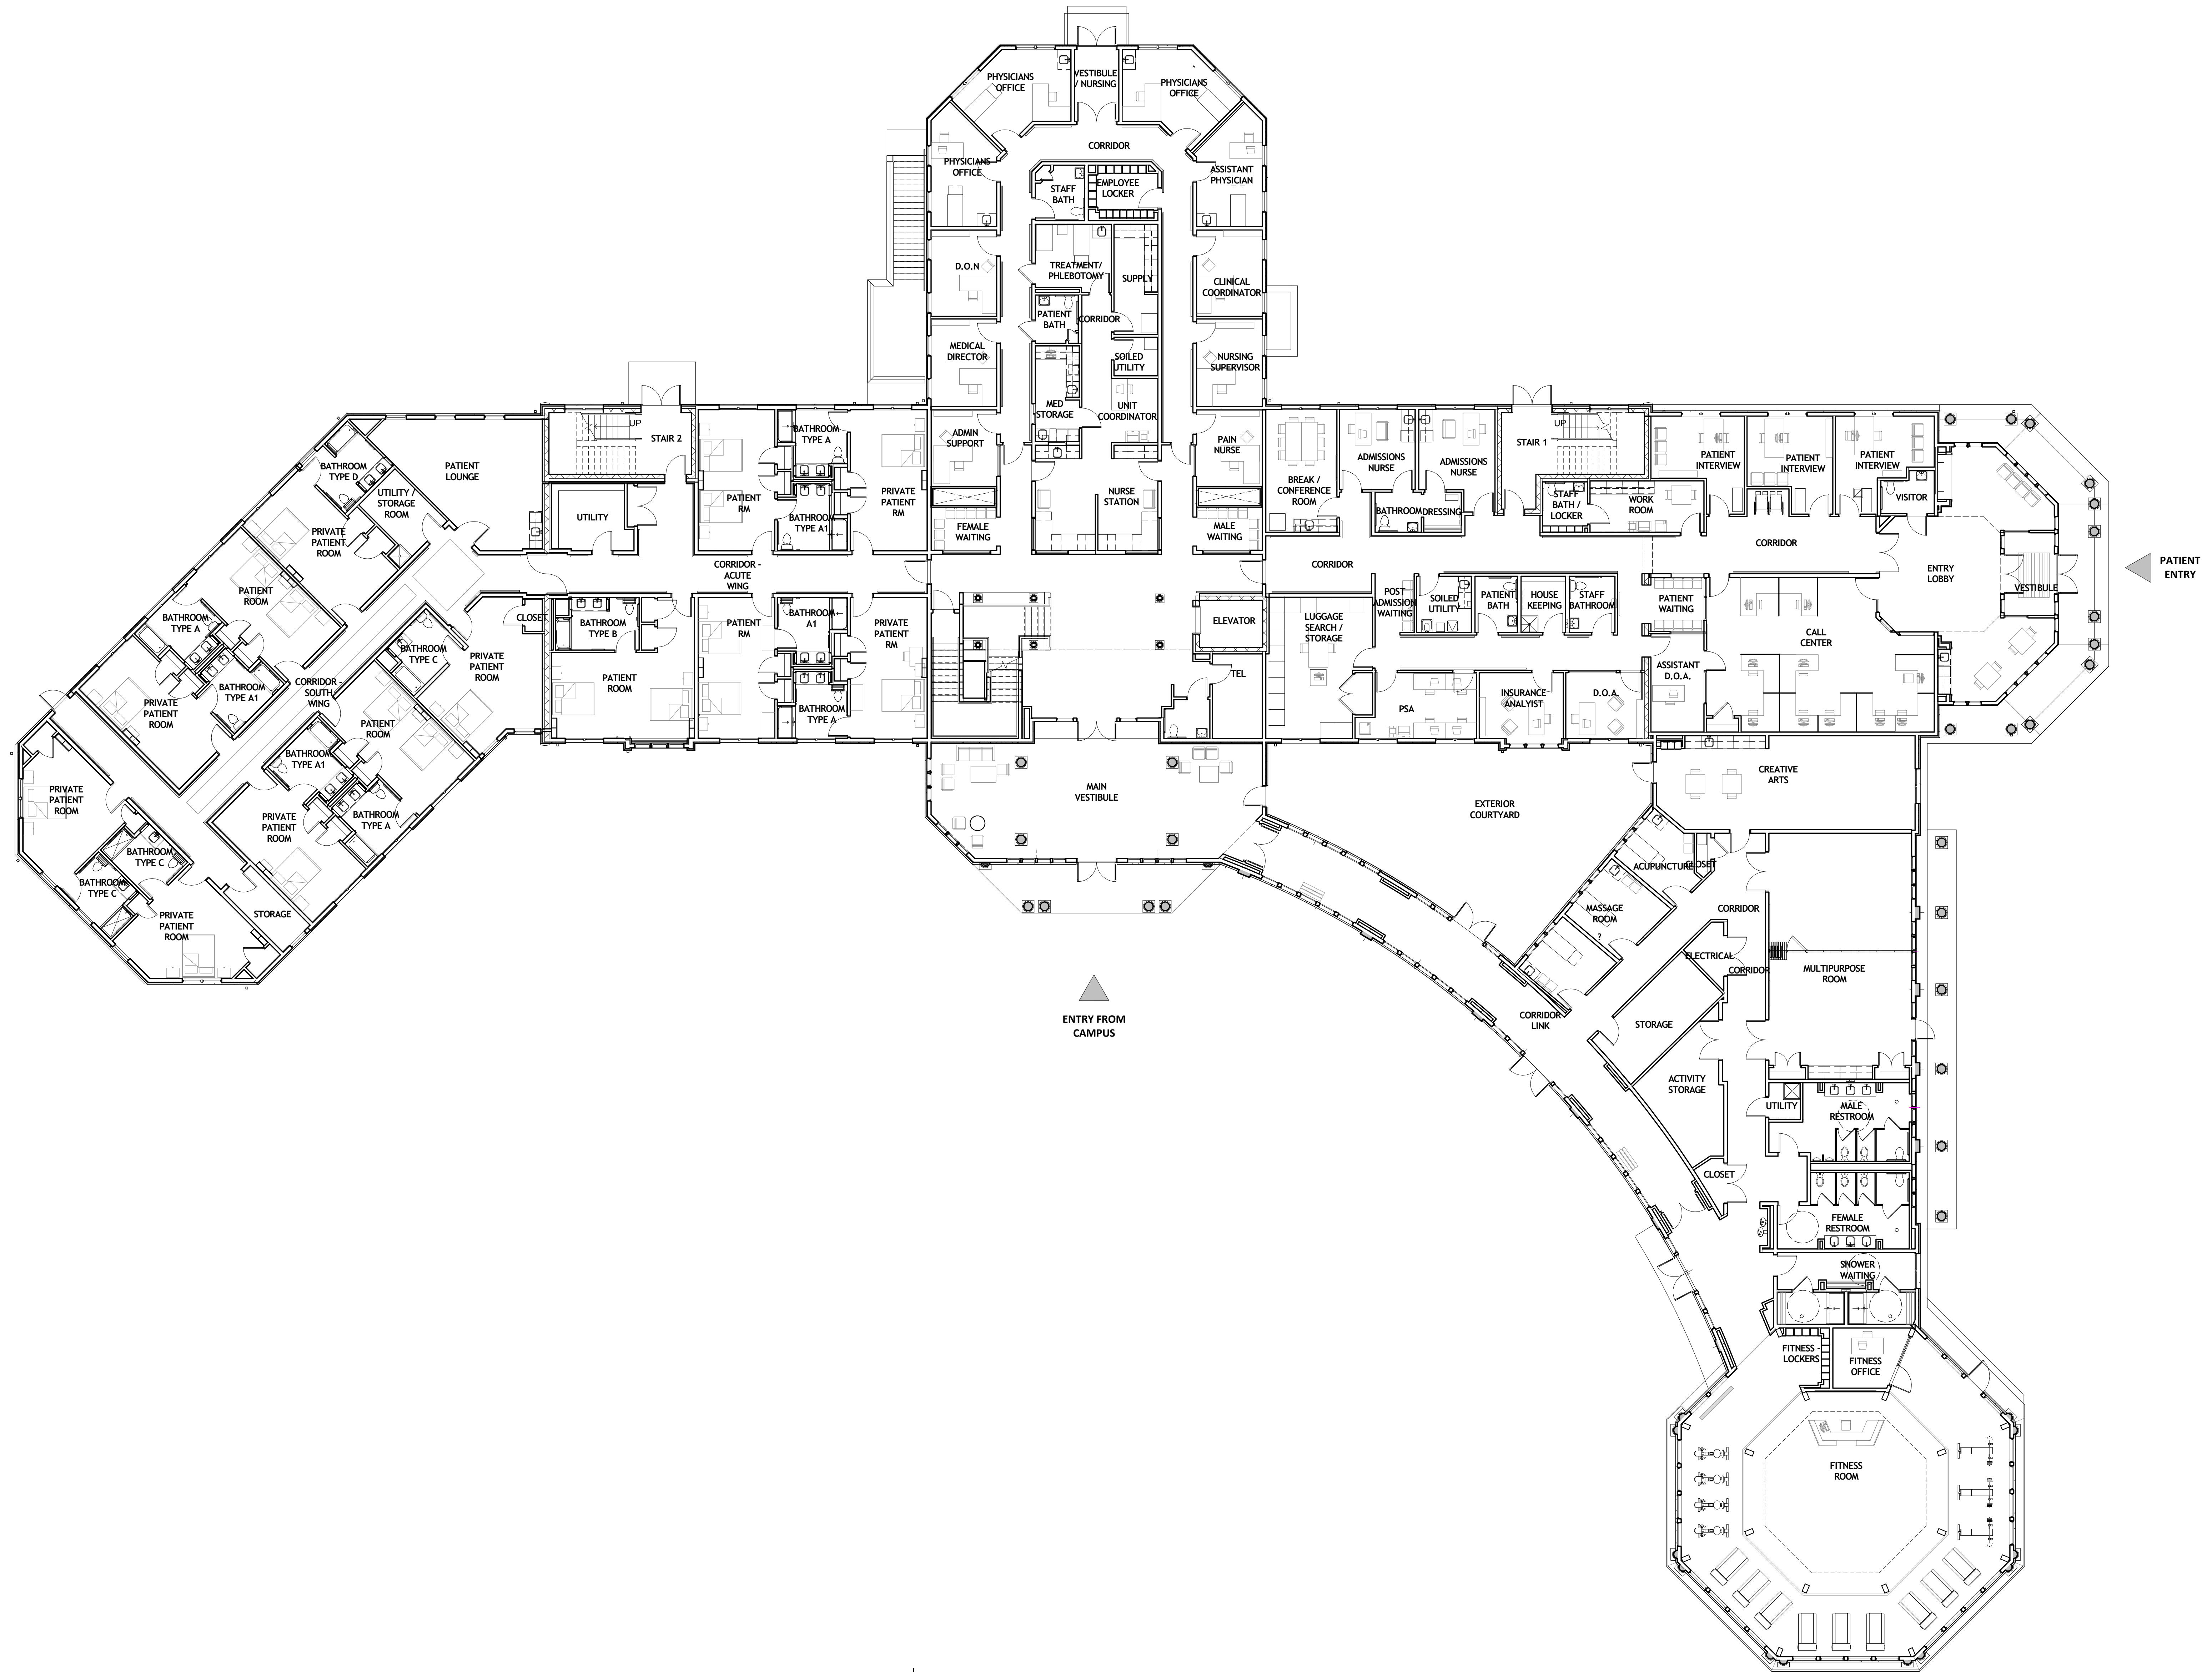 PHYSICIANS
OFFICE
VESTIBULE
/ NURSING
PHYSICIANS
OFFICE
CORRIDOR
PHYSICIANS
OFFICE
STAFF
BATH
EMPLOYEE
LOCKER
ASSISTANT
PHYSICIAN
D.O.N
TREATMENT/
PHLEBOTOMY
SUPPLY
CLINICAL
COORDINATOR
PATIENT
BATH
CORRIDOR
MEDICAL
DIRECTOR
SOILED
UTILITY
NURSING
SUPERVISOR
MED
STORAGE
UNIT
COORDINATOR
ADMIN
SUPPORT
PAIN
NURSE
NURSE
STATION
FEMALE
WAITING
MALE
WAITING
UP
STAIR 2
BATHROOM
TYPE A
PATIENT
LOUNGE
BATHROOM
TYPE D
UTILITY /
STORAGE
ROOM
UTILITY
PATIENT
RM
BATHROOM
TYPE A1
PRIVATE
PATIENT
RM
PRIVATE
PATIENT
ROOM
PATIENT
ROOM
CORRIDOR -
ACUTE
WING
BATHROOM
TYPE A
CLOSET
BATHROOM
TYPE B
PATIENT
RM
BATHROOM
A1
PRIVATE
PATIENT
RM
BATHROOM
TYPE C
PRIVATE
PATIENT
ROOM
PATIENT
ROOM
BATHROOM
TYPE A
BATHROOM
TYPE A1
CORRIDOR -
SOUTH
WING
PRIVATE
PATIENT
ROOM
PATIENT
ROOM
BATHROOM
TYPE A1
PRIVATE
PATIENT
ROOM
PRIVATE
PATIENT
ROOM
BATHROOM
TYPE A
BATHROOM
TYPE C
BATHROOM
TYPE C
PRIVATE
PATIENT
ROOM
STORAGE
BREAK /
CONFERENCE
ROOM
ADMISSIONS
NURSE
ADMISSIONS
NURSE
STAIR 1
UP
PATIENT
INTERVIEW
PATIENT
INTERVIEW
PATIENT
INTERVIEW
BATHROOM
DRESSING
STAFF
BATH /
LOCKER
WORK
ROOM
VISITOR
CORRIDOR
CORRIDOR
ENTRY
LOBBY
VESTIBULE
PATIENT
ENTRY
ELEVATOR
TEL
LUGGAGE
SEARCH /
STORAGE
POST
ADMISSION
WAITING
SOILED
UTILITY
PATIENT
BATH
HOUSE
KEEPING
STAFF
BATHROOM
PATIENT
WAITING
CALL
CENTER
ASSISTANT
D.O.A.
PSA
INSURANCE
ANALYIST
D.O.A.
MAIN
VESTIBULE
EXTERIOR
COURTYARD
CREATIVE
ARTS
ACUPUNCTURE
CLOSET
MASSAGE
ROOM
?
CORRIDOR
ELECTRICAL
CORRIDOR
MULTIPURPOSE
ROOM
ENTRY FROM
CAMPUS
CORRIDOR
LINK
STORAGE
ACTIVITY
STORAGE
UTILITY
MALE
RESTROOM
CLOSET
FEMALE
RESTROOM
SHOWER
WAITING
FITNESS -
LOCKERS
FITNESS
OFFICE
FITNESS
ROOM